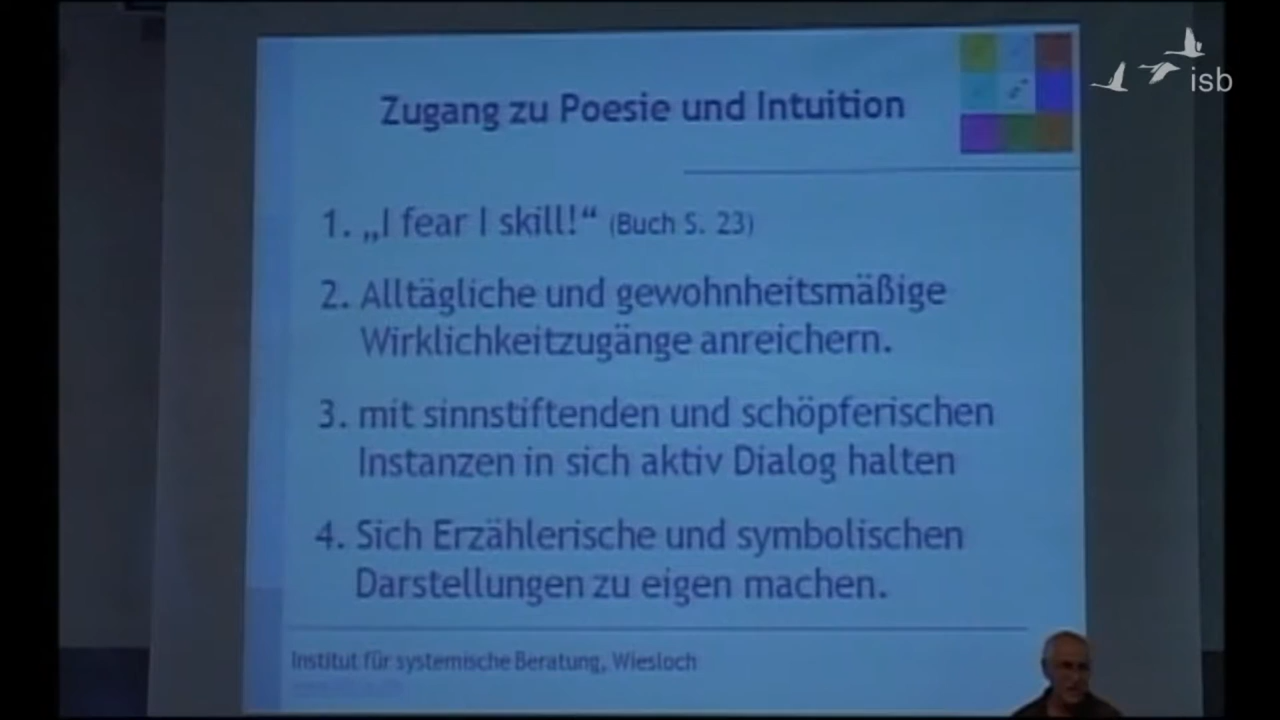 isb
Zugang zu Poesie und Intuition
1. „I fear I skill!“ (Buch S. 23)
2. Alltägliche und gewohnheitsmäßige
Wirklichkeitzugänge anreichern.
3. mit sinnstiftenden und schöpferischen
Instanzen in sich aktiv Dialog halten
4. Sich Erzählerische und symbolischen
Darstellungen zu eigen machen.
Institut für systemische Beratung, Wiesloch